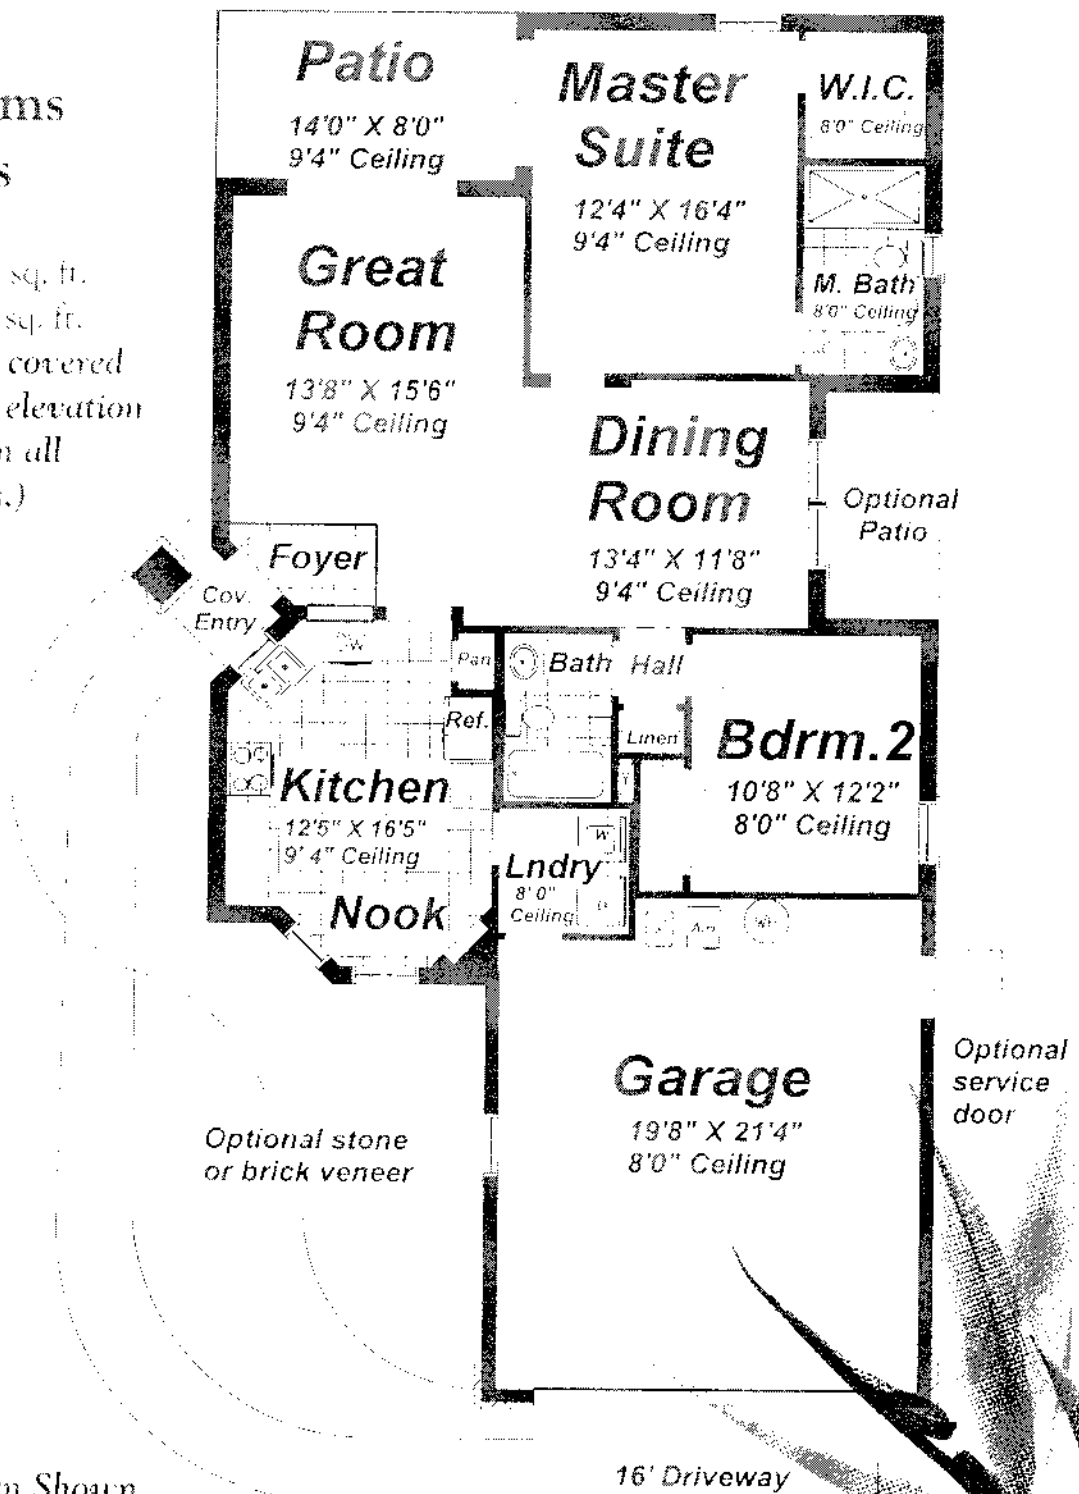 ms
s
sq. ft.
sq. ft.
covered
elevation
n all
s.)
Patio
14'0" X 8'0"
9'4" Ceiling
Master
Suite
12'4" X 16'4"
9'4" Ceiling
W.I.C.
8'0" Ceiling
M. Bath
8'0" Ceiling
Great
Room
13'8" X 15'6"
9'4" Ceiling
Dining
Room
13'4" X 11'8"
9'4" Ceiling
Optional
Patio
Foyer
Cov.
Entry
Pan
Bath
Hall
Ref.
Linen
Bdrm.2
10'8" X 12'2"
8'0" Ceiling
Kitchen
12'5" X 16'5"
9'4" Ceiling
Nook
Lndry
8'0"
Ceiling
W
D
Garage
19'8" X 21'4"
8'0" Ceiling
Optional
service
door
Optional stone
or brick veneer
16' Driveway
Shown